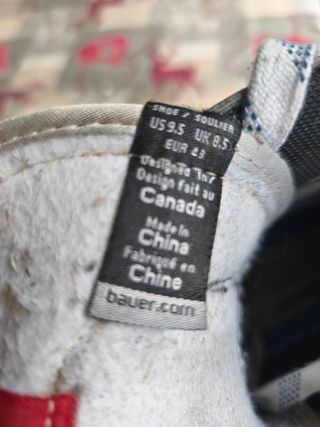 SHOE / SOULIER
US 9.5 UK 8.5
EUR 43
Designed in /
Design fait au
Canada
Made in
China
Fabriqué en
Chine
bauer.com